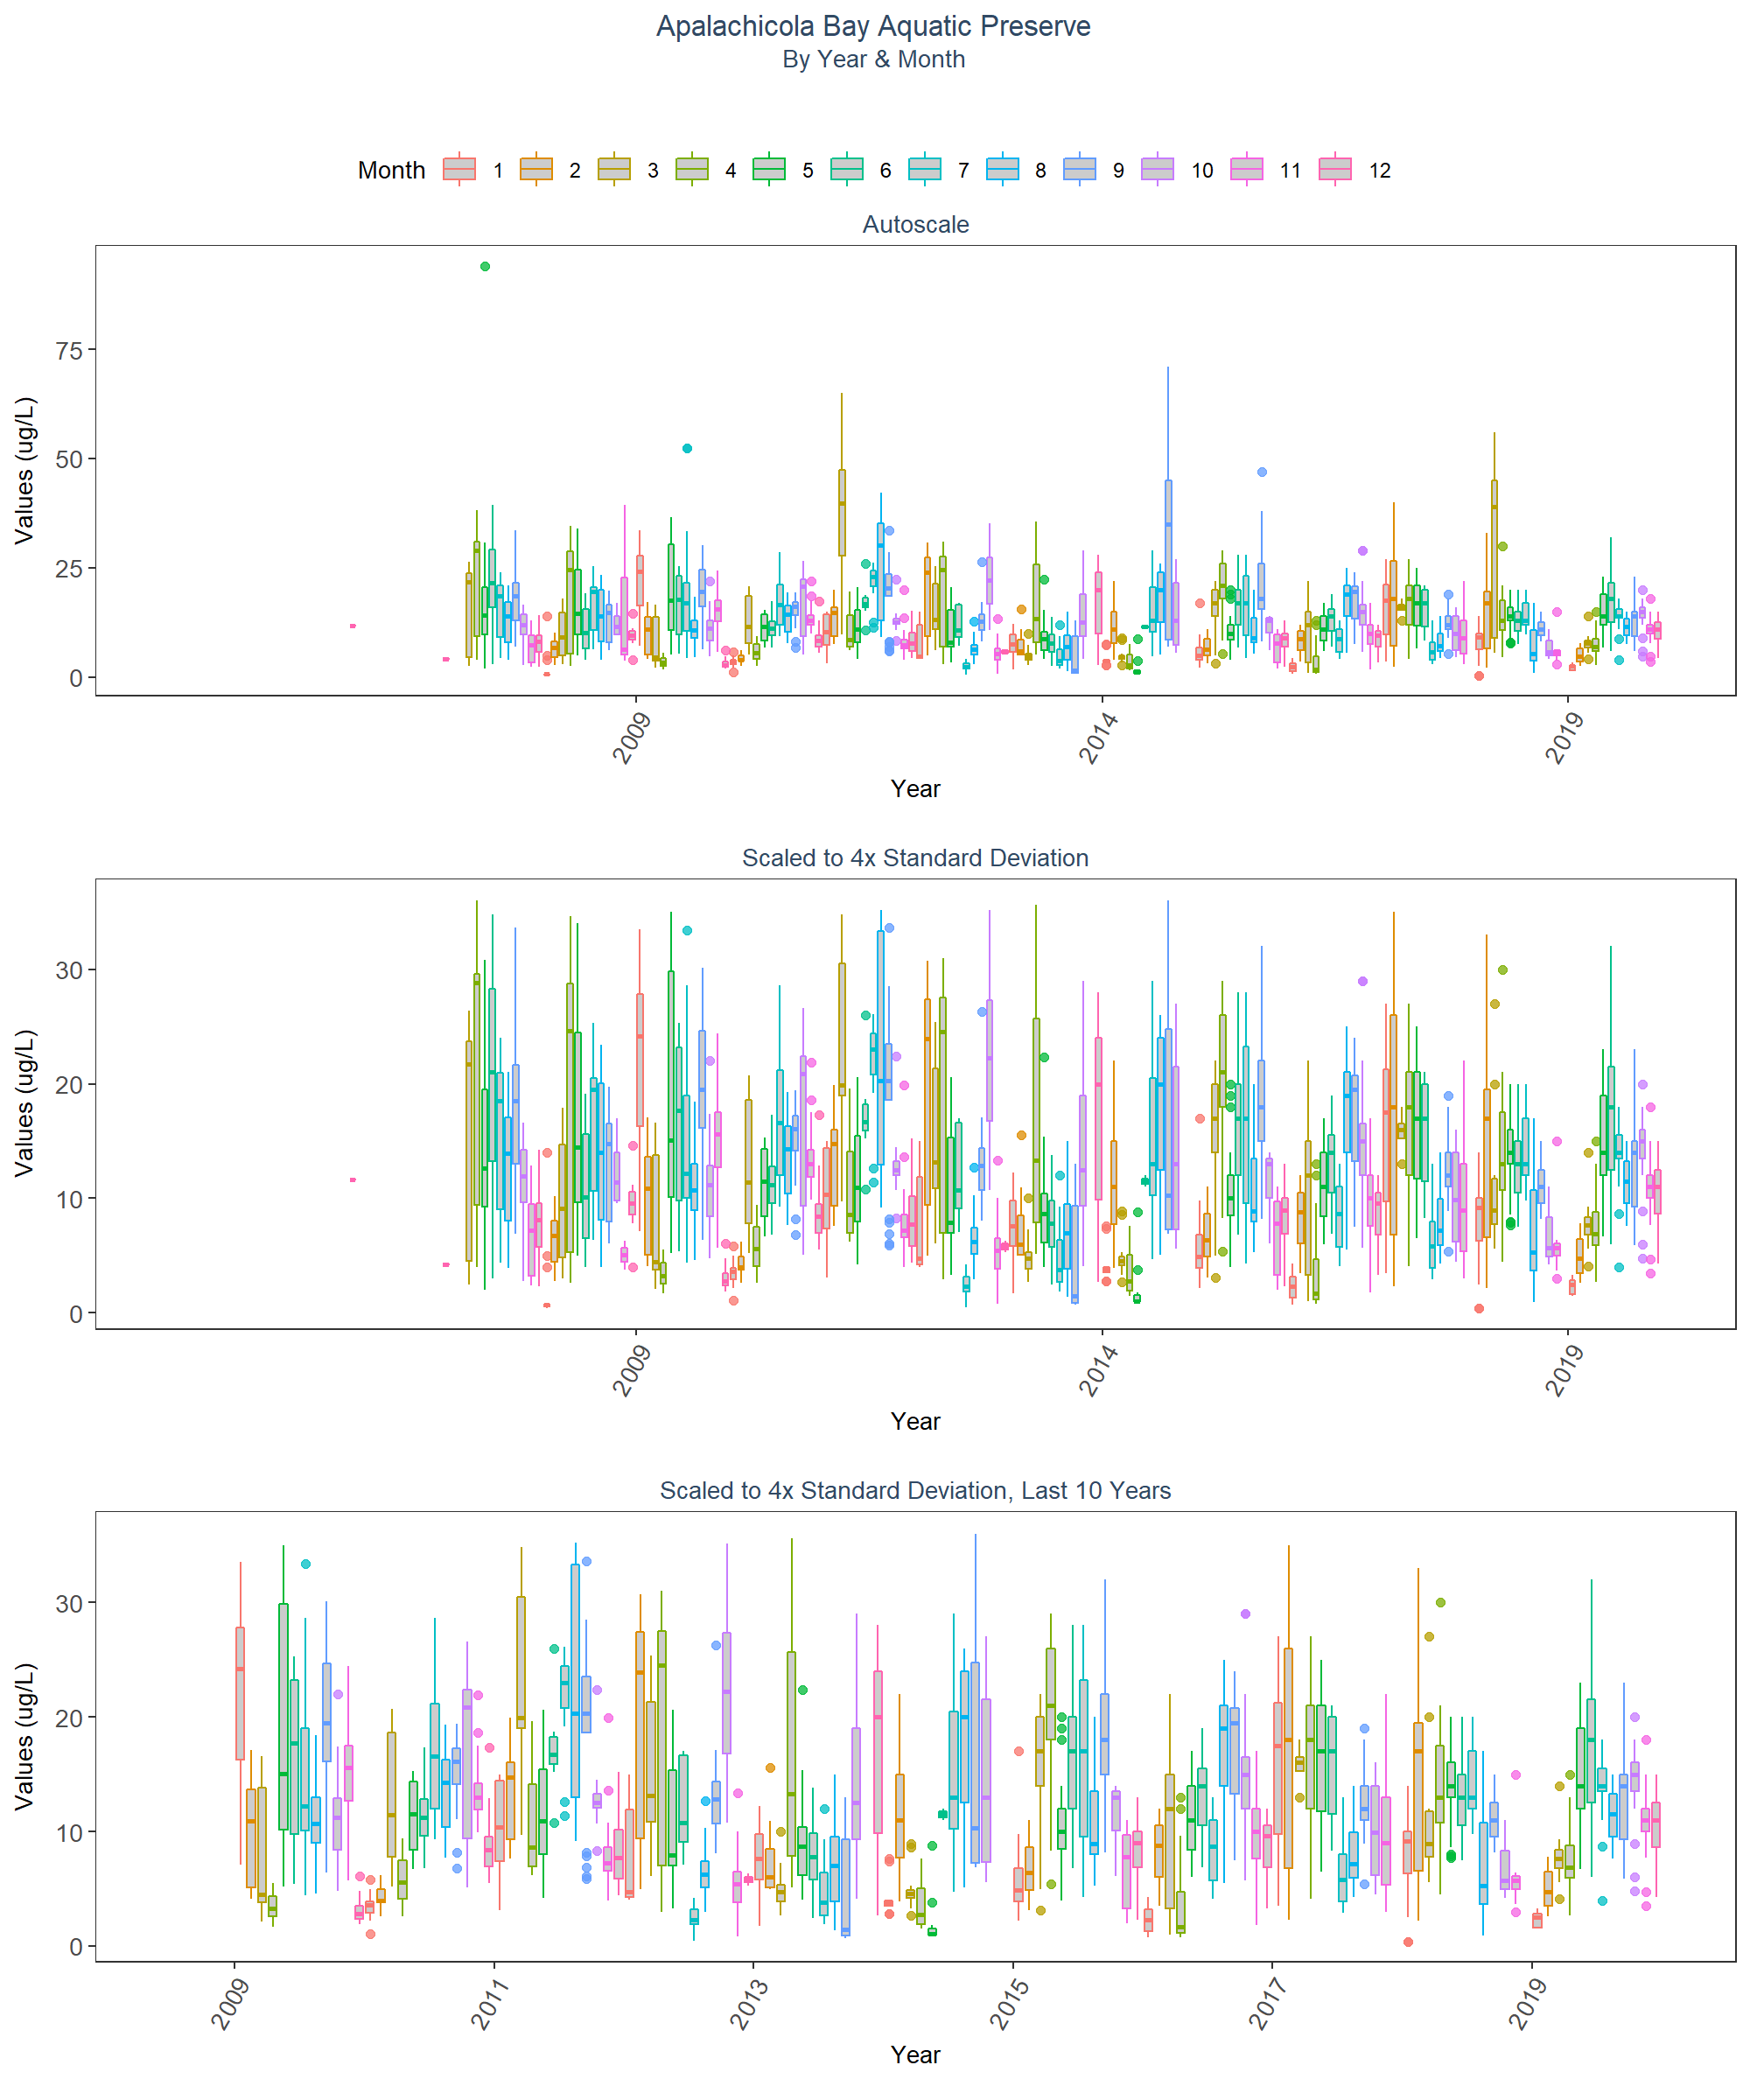 Apalachicola Bay Aquatic Preserve
By Year & Month
Month 1 2 3 4 5 6 7 8 9 10 11 12
Autoscale
Values (ug/L)
75
50
25
0
2009 2014 2019
Year
Scaled to 4x Standard Deviation
Values (ug/L)
30
20
10
0
2009 2014 2019
Year
Scaled to 4x Standard Deviation, Last 10 Years
Values (ug/L)
30
20
10
0
2009 2011 2013 2015 2017 2019
Year